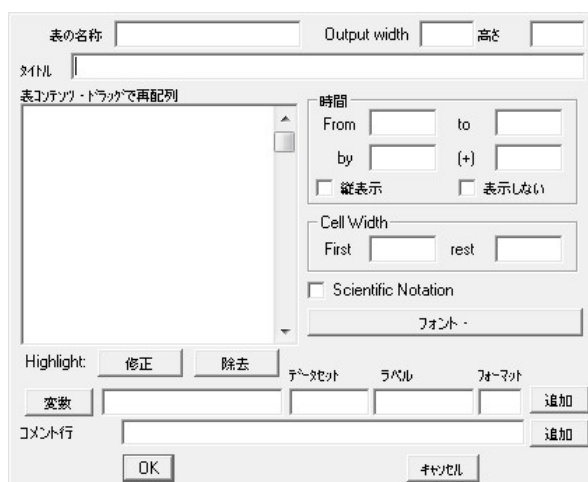 表の名称 Output width 高さ
ﾀｲﾄﾙ
表ｺﾝﾃﾝﾂ - ﾄﾞﾗｯｸﾞで再配列
時間
From to
by (+)
縦表示 表示しない
Cell Width
First rest
Scientific Notation
フォント -
Highlight: 修正 除去
ﾃﾞｰﾀｾｯﾄ ﾗﾍﾞﾙ ﾌｫｰﾏｯﾄ
変数 追加
ｺﾒﾝﾄ行 追加
OK ｷｬﾝｾﾙ